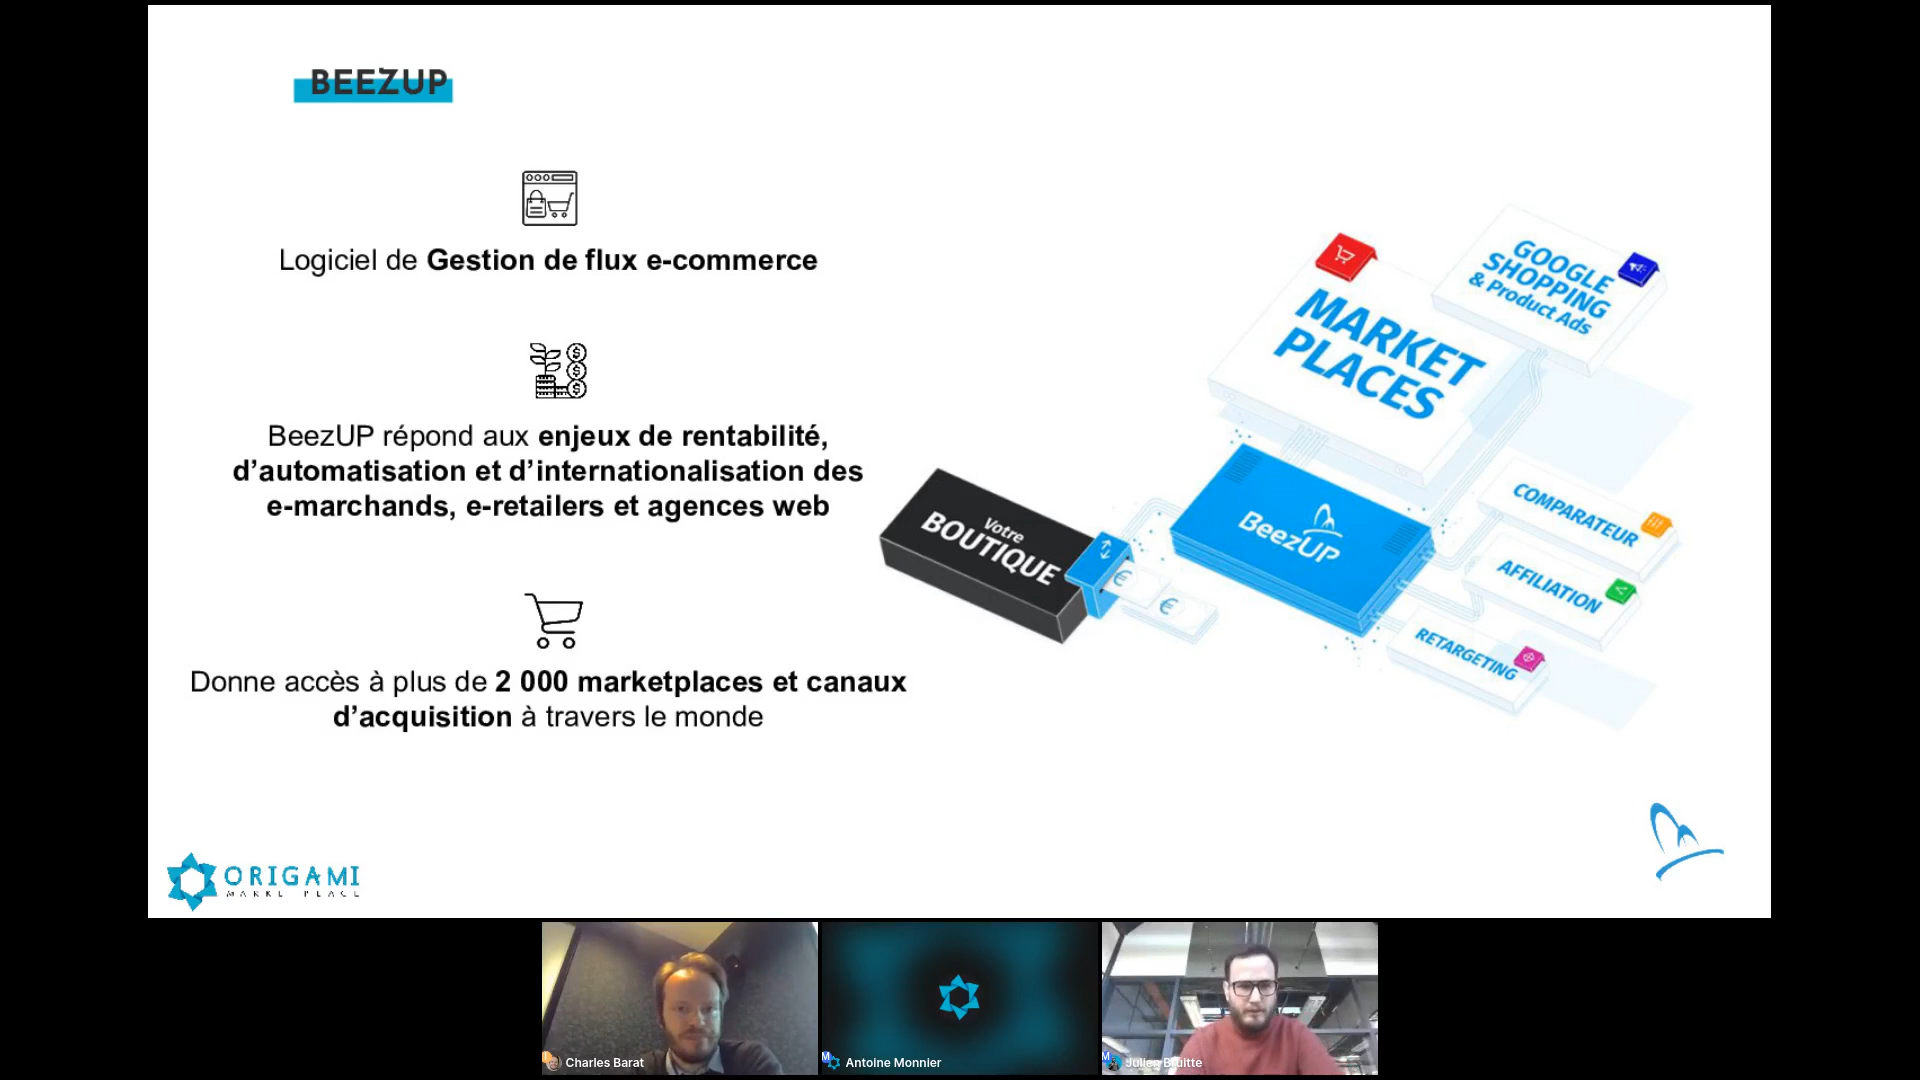 BEEZUP
Logiciel de Gestion de flux e-commerce
BeezUP répond aux enjeux de rentabilité,
d’automatisation et d’internationalisation des
e-marchands, e-retailers et agences web
Donne accès à plus de 2 000 marketplaces et canaux
d’acquisition à travers le monde
GOOGLE
SHOPPING
& Product Ads
MARKET
PLACES
Votre
BOUTIQUE
BeezUP
COMPARATEUR
AFFILIATION
RETARGETING
ORIGAMI
Charles Barat
Antoine Monnier
Julien Bruitte